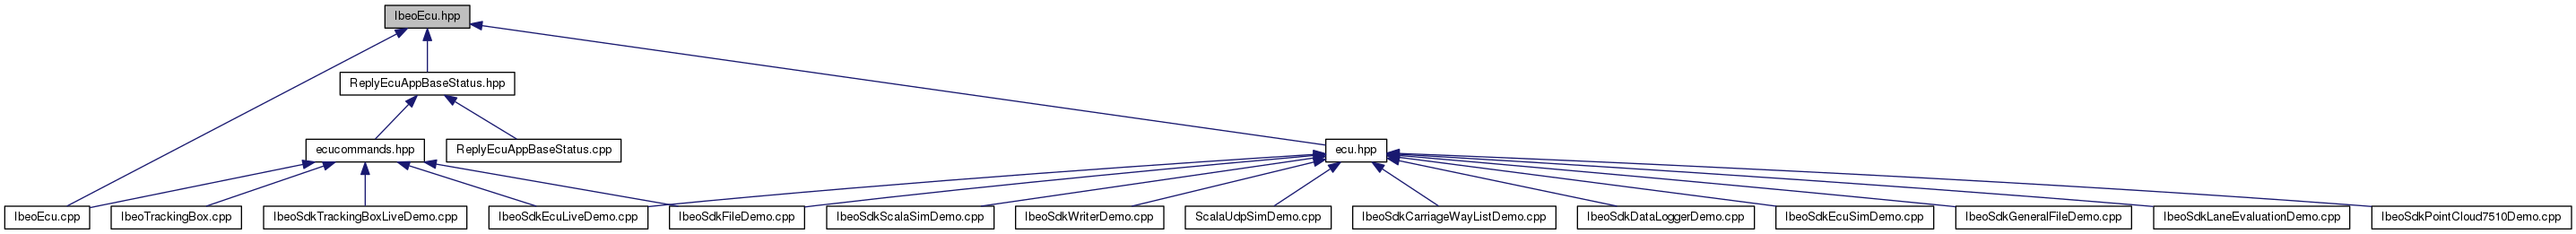 IbeoEcu.hpp
ReplyEcuAppBaseStatus.hpp
ecucommands.hpp
ReplyEcuAppBaseStatus.cpp
ecu.hpp
IbeoEcu.cpp
IbeoTrackingBox.cpp
IbeoSdkTrackingBoxLiveDemo.cpp
IbeoSdkEcuLiveDemo.cpp
IbeoSdkFileDemo.cpp
IbeoSdkScalaSimDemo.cpp
IbeoSdkWriterDemo.cpp
ScalaUdpSimDemo.cpp
IbeoSdkCarriageWayListDemo.cpp
IbeoSdkDataLoggerDemo.cpp
IbeoSdkEcuSimDemo.cpp
IbeoSdkGeneralFileDemo.cpp
IbeoSdkLaneEvaluationDemo.cpp
IbeoSdkPointCloud7510Demo.cpp